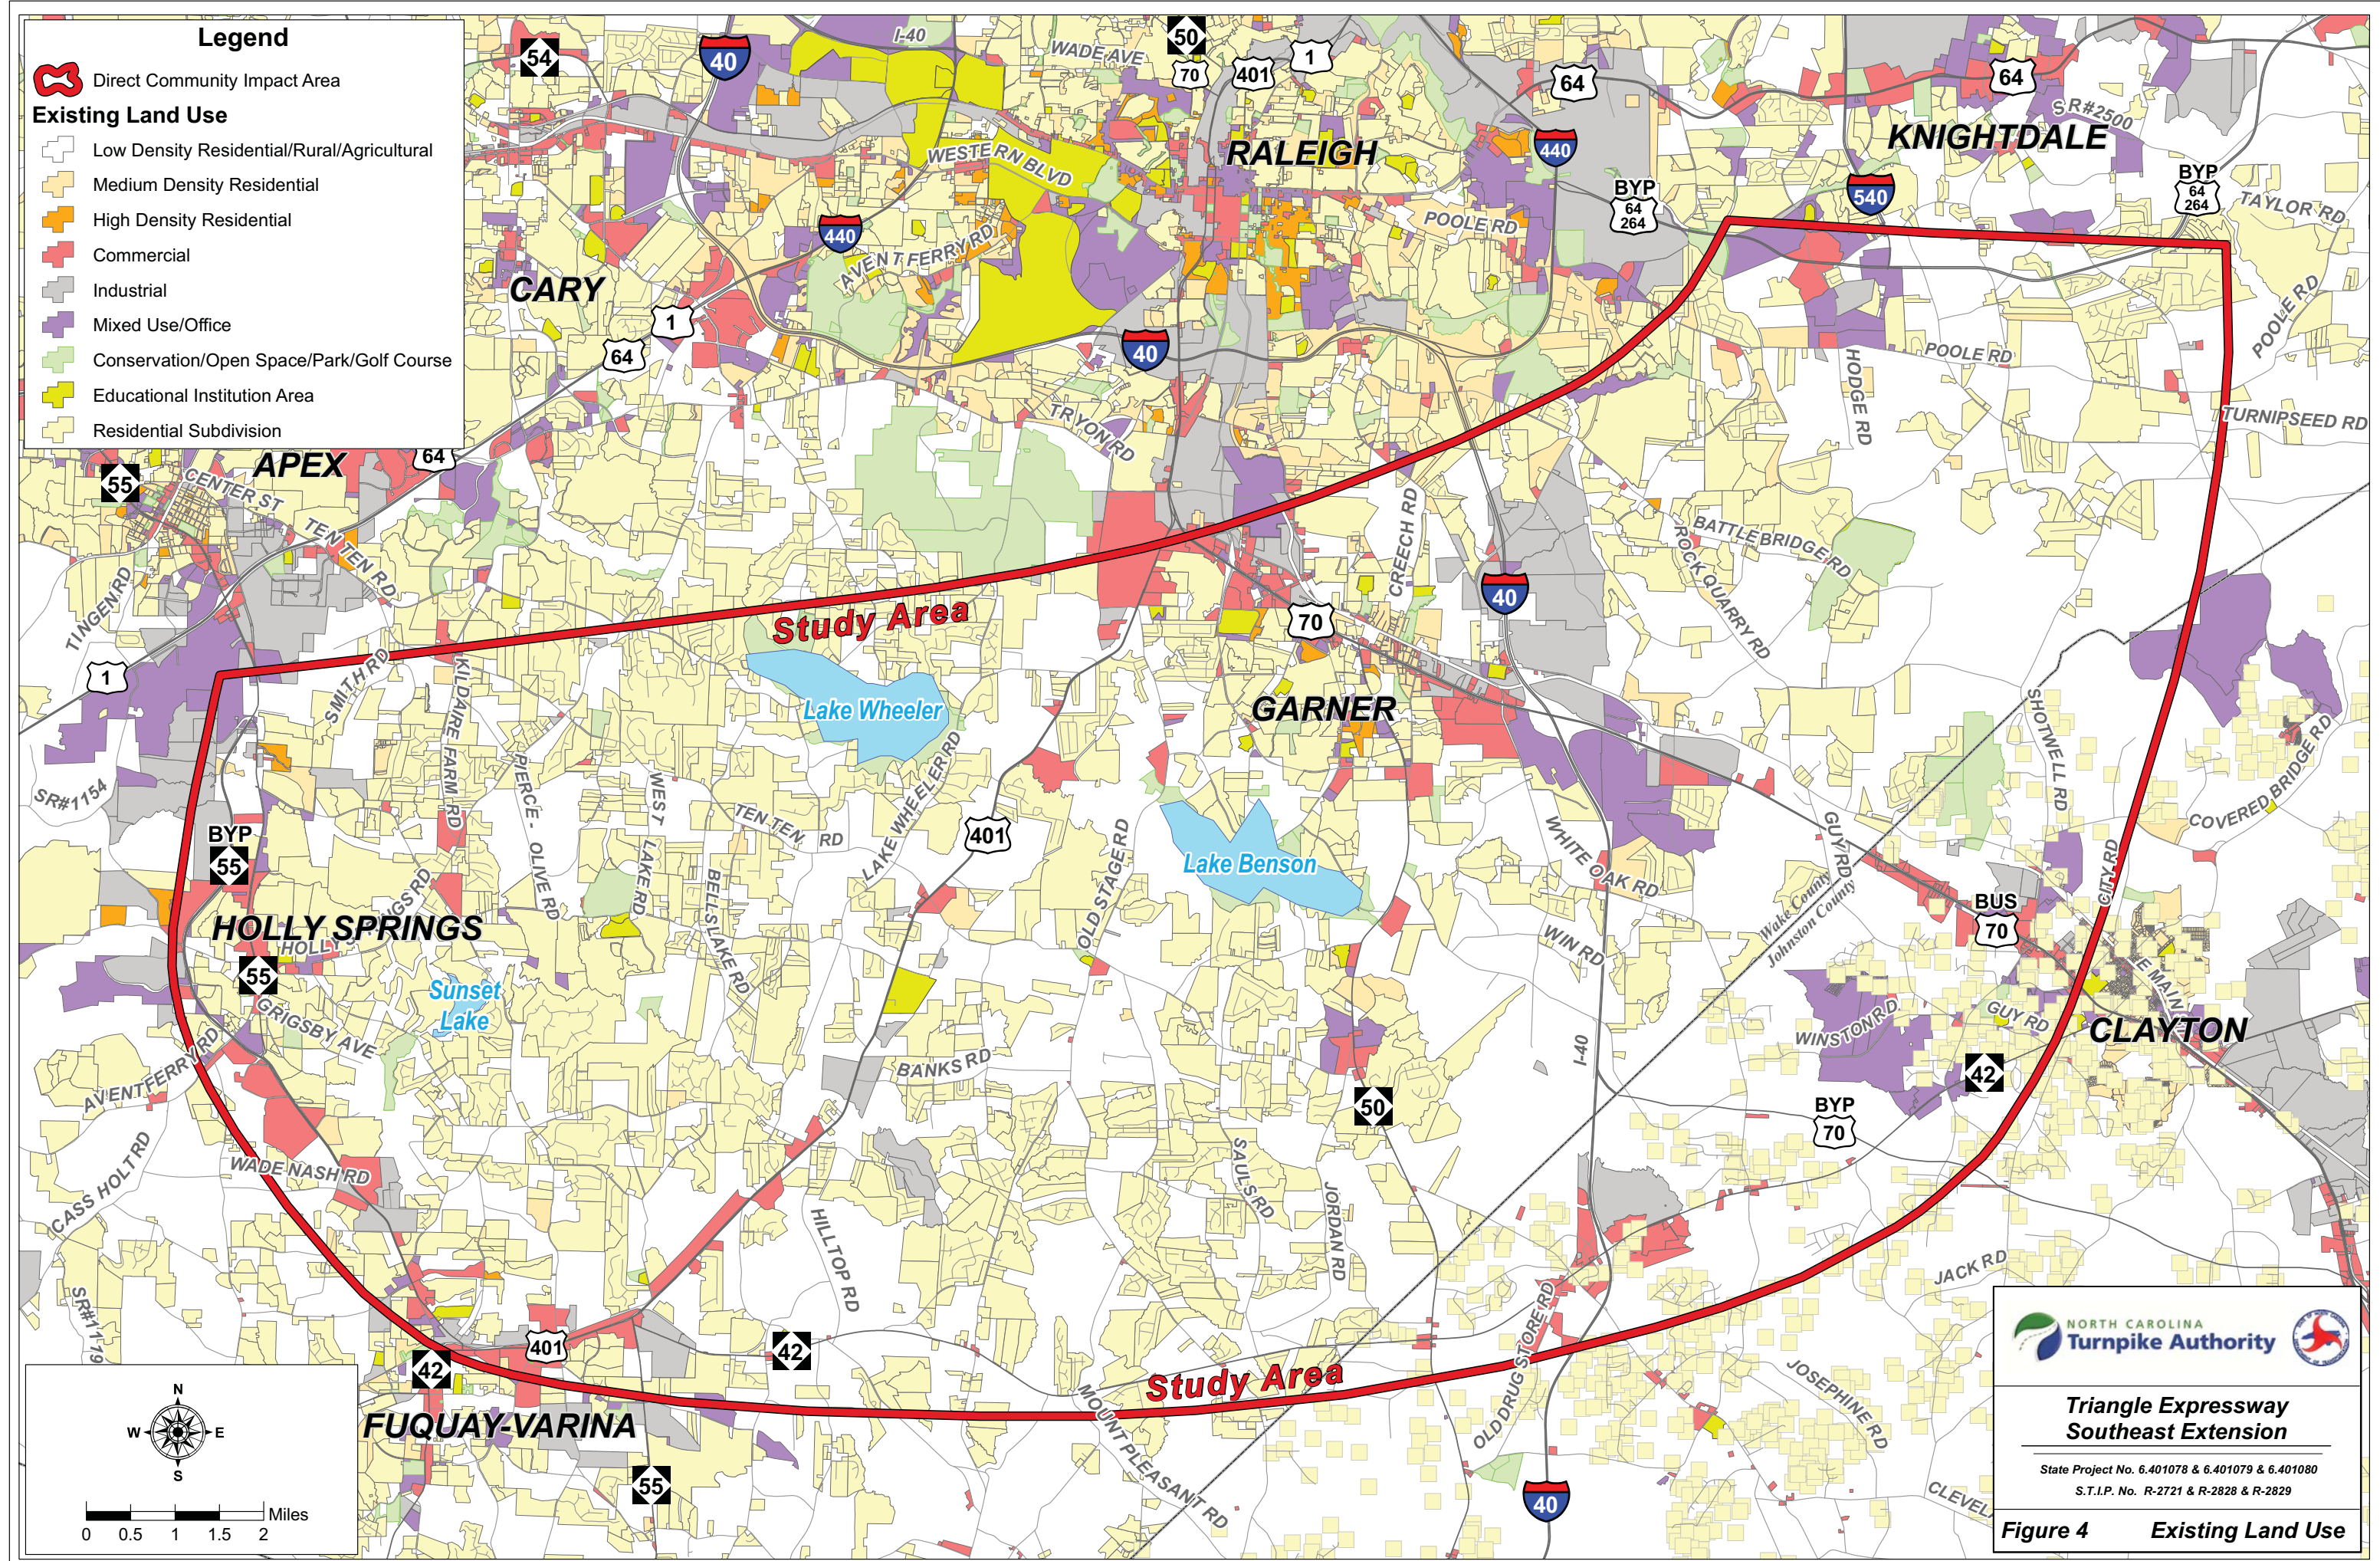 Legend
Direct Community Impact Area
Existing Land Use
Low Density Residential/Rural/Agricultural
Medium Density Residential
High Density Residential
Commercial
Industrial
Mixed Use/Office
Conservation/Open Space/Park/Golf Course
Educational Institution Area
Residential Subdivision
54
40
I-40
WADE AVE
50
70
401
1
64
64
SR#2500
KNIGHTDALE
RALEIGH
WESTERN BLVD
440
BYP
64
264
540
BYP
64
264
TAYLOR RD
440
AVENT FERRY RD
POOLE RD
CARY
1
64
40
POOLE RD
POOLE RD
HODGE RD
TRYON RD
TURNIPSEED RD
APEX
64
55
CENTER ST
TEN TEN RD
CREECH RD
BATTLE BRIDGE RD
ROCK QUARRY RD
TINGEN RD
Study Area
40
70
1
SMITH RD
KILDAIRE FARM RD
Lake Wheeler
GARNER
SHOTWELL RD
COVERED BRIDGE RD
SR#1154
PIERCE - OLIVE RD
WEST LAKE RD
TEN TEN RD
LAKE WHEELER RD
401
OLD STAGE RD
Lake Benson
WHITE OAK RD
GUY RD
CITY RD
BYP
55
HOLLY SPRINGS RD
HOLLY SPRINGS
BELLS LAKE RD
Wake County
Johnston County
BUS
70
WIN RD
E MAIN
55
Sunset
Lake
GRIGSBY AVE
WINSTON RD
GUY RD
CLAYTON
AVENT FERRY RD
BANKS RD
I-40
42
50
BYP
70
CASS HOLT RD
WADE NASH RD
SAULS RD
JORDAN RD
HILLTOP RD
JACK RD
SR#1179
OLD DRUG STORE RD
401
42
42
Study Area
JOSEPHINE RD
MOUNT PLEASANT RD
FUQUAY-VARINA
55
40
N
W
E
S
0 0.5 1 1.5 2 Miles
NORTH CAROLINA
Turnpike Authority
Triangle Expressway
Southeast Extension
State Project No. 6.401078 & 6.401079 & 6.401080
S.T.I.P. No. R-2721 & R-2828 & R-2829
Figure 4 Existing Land Use